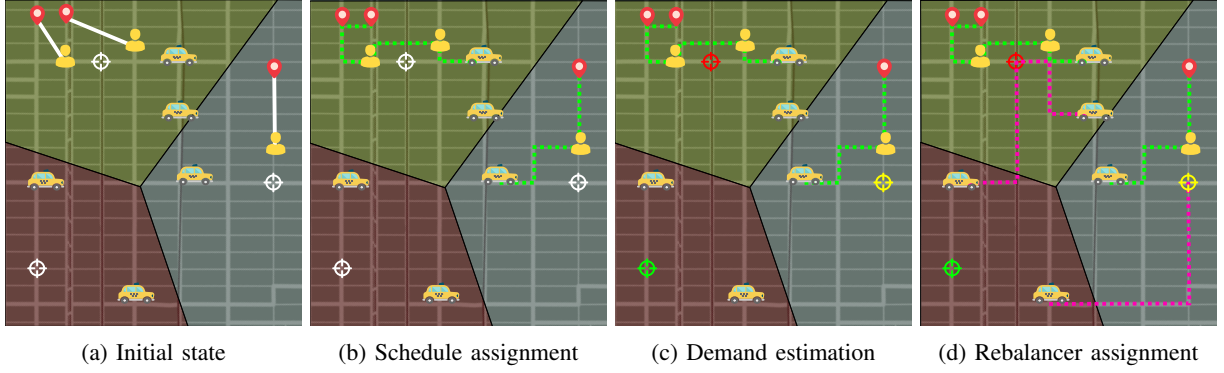 (a) Initial state
(b) Schedule assignment
(c) Demand estimation
(d) Rebalancer assignment